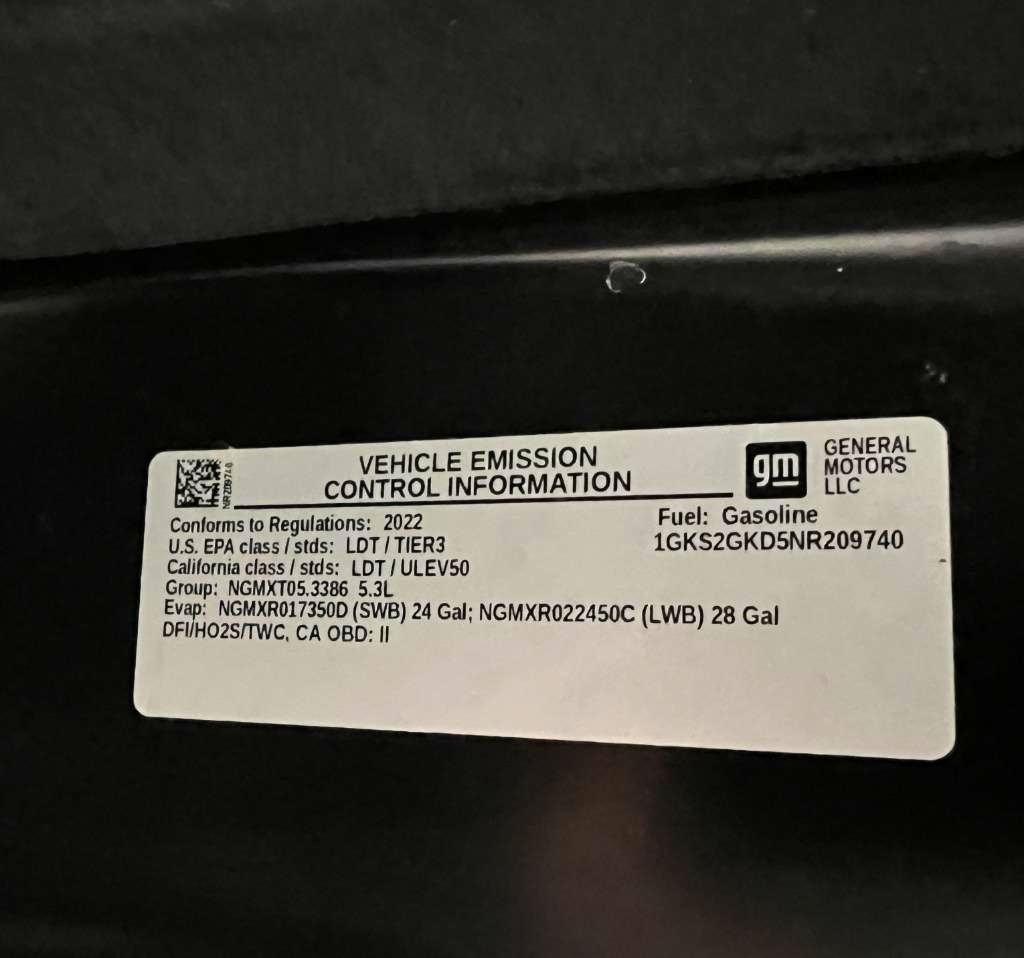 VEHICLE EMISSION
CONTROL INFORMATION
gm
GENERAL
MOTORS
LLC
NR209740
Conforms to Regulations: 2022
U.S. EPA class / stds: LDT / TIER3
California class / stds: LDT / ULEV50
Group: NGMXT05.3386 5.3L
Evap: NGMXR017350D (SWB) 24 Gal; NGMXR022450C (LWB) 28 Gal
DFI/HO2S/TWC, CA OBD: II
Fuel: Gasoline
1GKS2GKD5NR209740